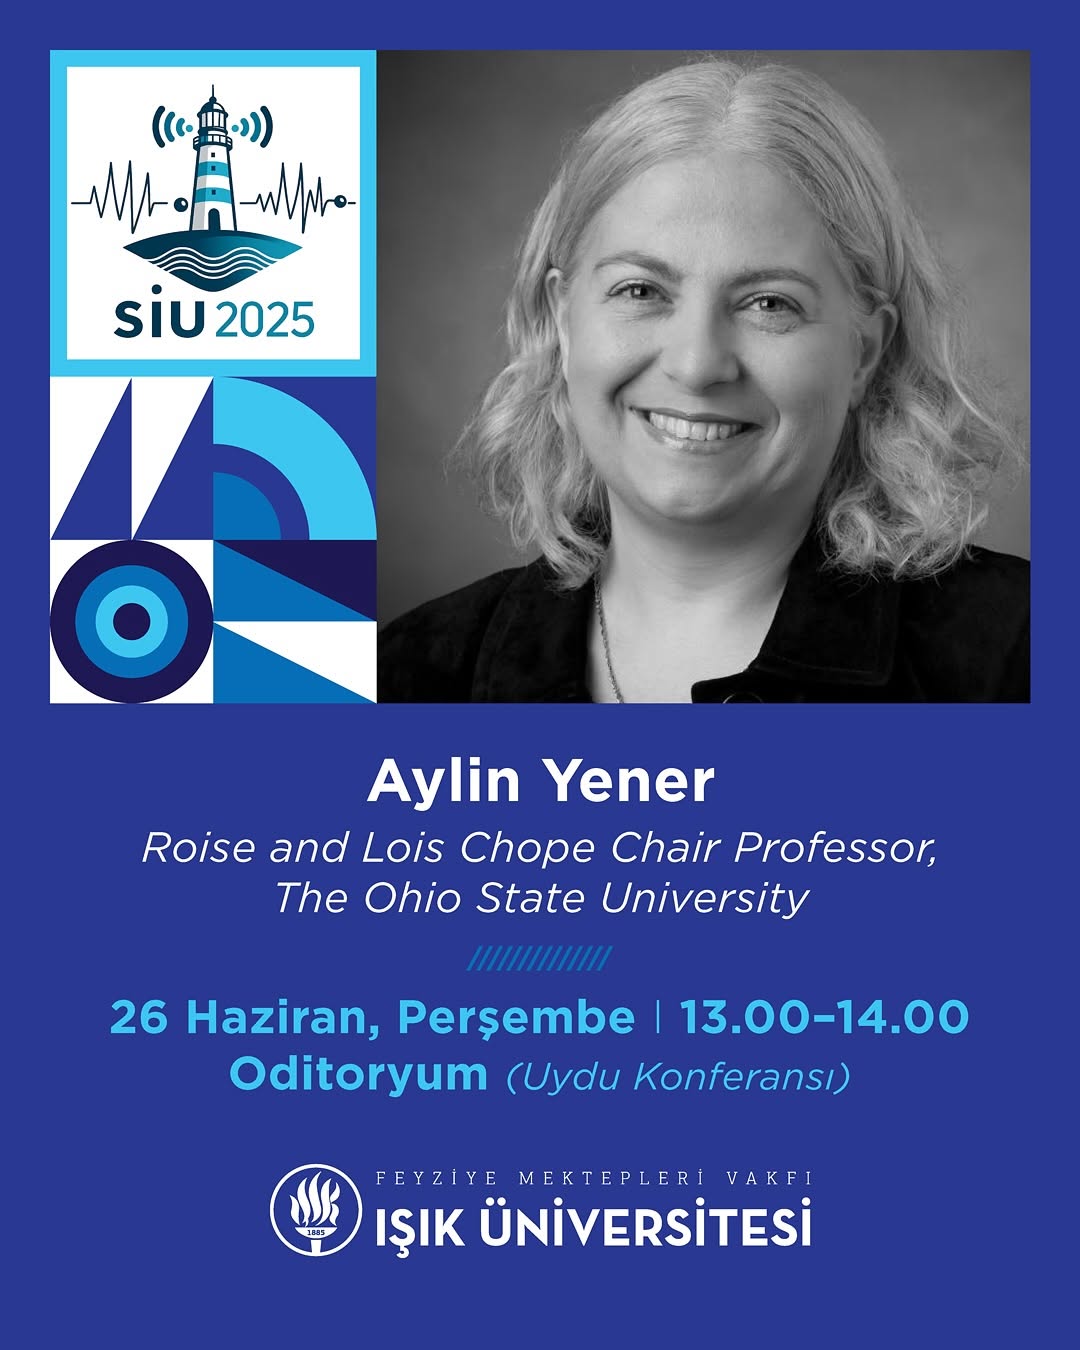 SiU 2025
Aylin Yener
Roise and Lois Chope Chair Professor,
The Ohio State University
26 Haziran, Perşembe | 13.00–14.00
Oditoryum (Uydu Konferansı)
FEYZİYE MEKTEPLERİ VAKFI
1885
IŞIK ÜNİVERSİTESİ